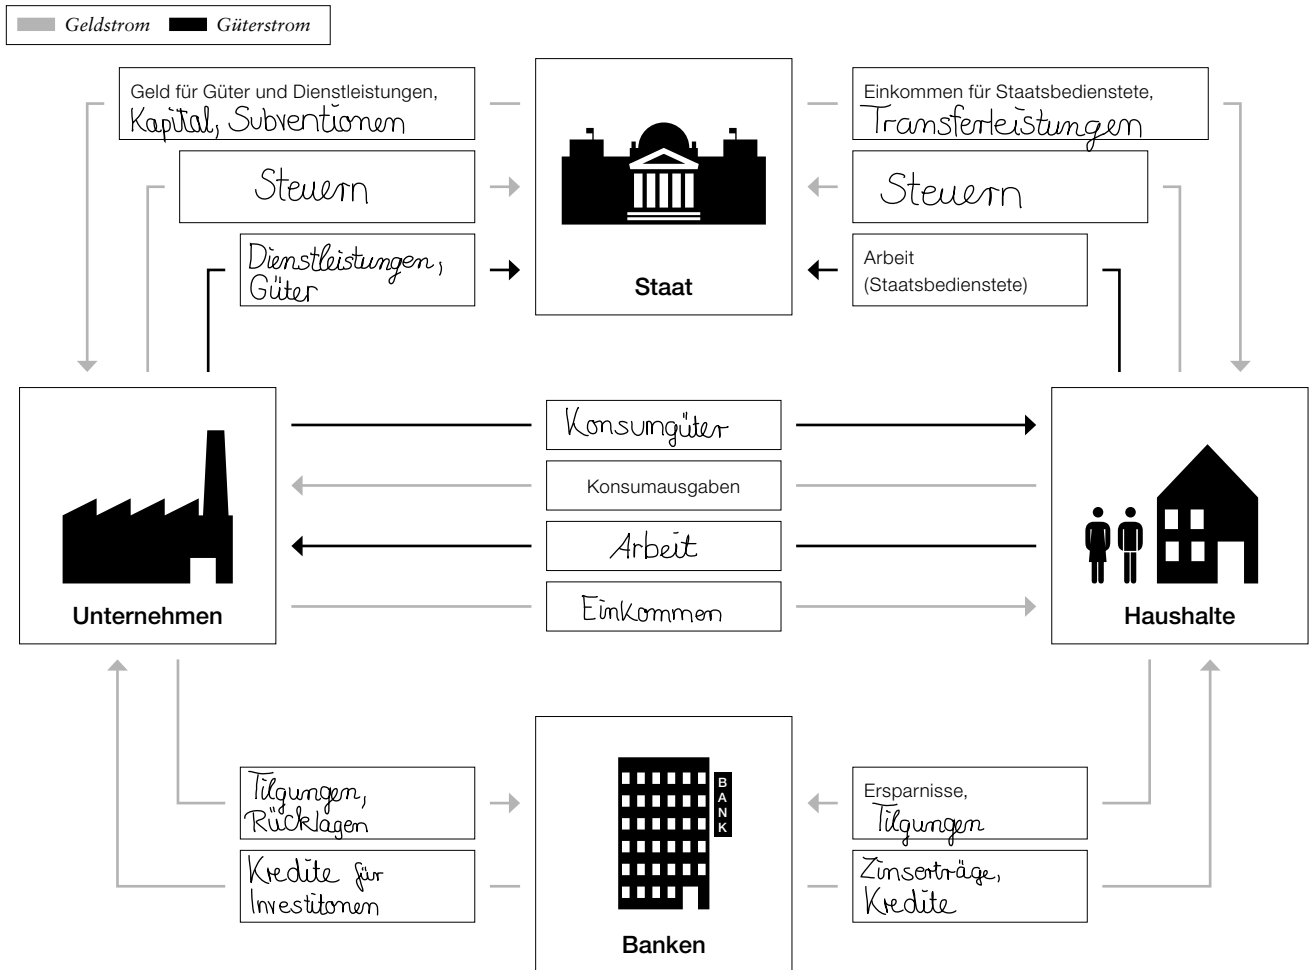 Geldstrom Güterstrom
Geld für Güter und Dienstleistungen,
Kapital, Subventionen
Einkommen für Staatsbedienstete,
Transferleistungen
Steuern
Steuern
Dienstleistungen,
Güter
Staat
Arbeit
(Staatsbedienstete)
Konsumgüter
Konsumausgaben
Arbeit
Einkommen
Unternehmen
Haushalte
Tilgungen,
Rücklagen
BANK
Ersparnisse,
Tilgungen
Kredite für
Investitonen
Zinserträge,
Kredite
Banken